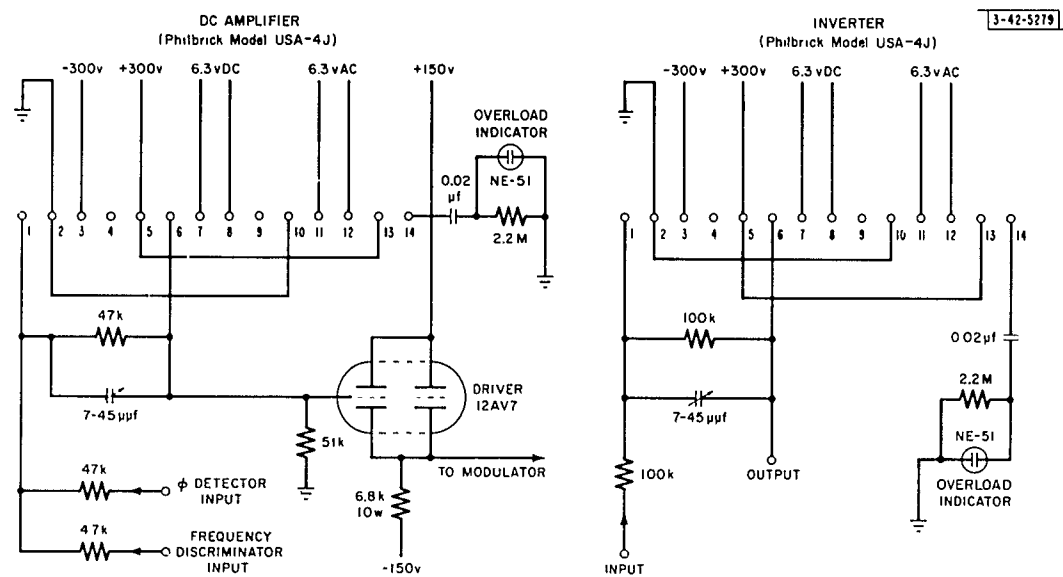 3-42-5279
DC AMPLIFIER
(Philbrick Model USA-4J)
-300v +300v 6.3vDC 6.3vAC +150v
OVERLOAD
INDICATOR
NE-51
0.02
μf
2.2M
1 2 3 4 5 6 7 8 9 10 11 12 13 14
47k
7-45μμf
DRIVER
12AV7
51k
TO MODULATOR
6.8k
10w
-150v
47k
ϕ DETECTOR
INPUT
47k
FREQUENCY
DISCRIMINATOR
INPUT
INVERTER
(Philbrick Model USA-4J)
-300v +300v 6.3vDC 6.3vAC
1 2 3 4 5 6 7 8 9 10 11 12 13 14
100k
7-45μμf
0.02μf
2.2M
NE-51
OVERLOAD
INDICATOR
100k
OUTPUT
INPUT